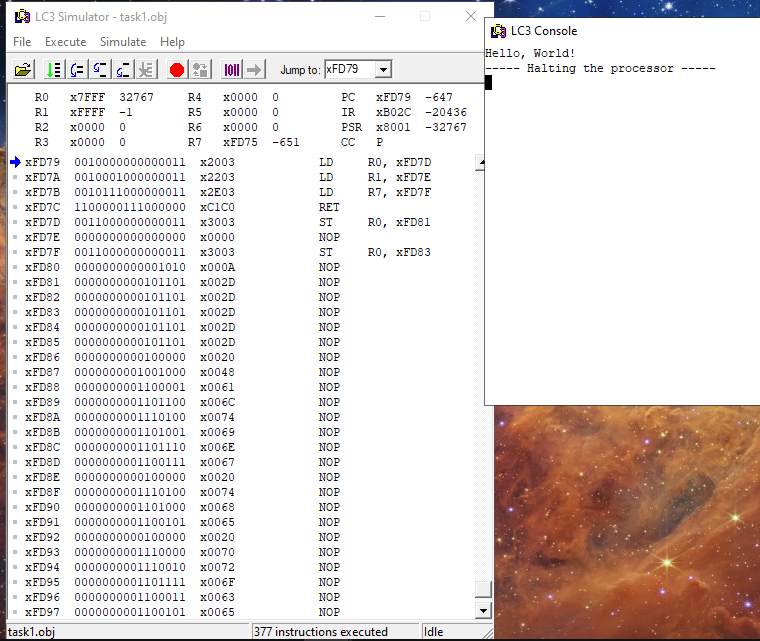 LC3 Simulator - task1.obj
File Execute Simulate Help
Jump to: xFD79
R0 x7FFF 32767 R4 x0000 0 PC xFD79 -647
R1 xFFFF -1 R5 x0000 0 IR xB02C -20436
R2 x0000 0 R6 x0000 0 PSR x8001 -32767
R3 x0000 0 R7 xFD75 -651 CC P
xFD79 0010000000000011 x2003 LD R0, xFD7D
xFD7A 0010001000000011 x2203 LD R1, xFD7E
xFD7B 0010111000000011 x2E03 LD R7, xFD7F
xFD7C 1100000111000000 xC1C0 RET
xFD7D 0011000000000011 x3003 ST R0, xFD81
xFD7E 0000000000000000 x0000 NOP
xFD7F 0011000000000011 x3003 ST R0, xFD83
xFD80 0000000000001010 x000A NOP
xFD81 0000000000101101 x002D NOP
xFD82 0000000000101101 x002D NOP
xFD83 0000000000101101 x002D NOP
xFD84 0000000000101101 x002D NOP
xFD85 0000000000101101 x002D NOP
xFD86 0000000000100000 x0020 NOP
xFD87 0000000001001000 x0048 NOP
xFD88 0000000001100001 x0061 NOP
xFD89 0000000001101100 x006C NOP
xFD8A 0000000001110100 x0074 NOP
xFD8B 0000000001101001 x0069 NOP
xFD8C 0000000001101110 x006E NOP
xFD8D 0000000001100111 x0067 NOP
xFD8E 0000000000100000 x0020 NOP
xFD8F 0000000001110100 x0074 NOP
xFD90 0000000001101000 x0068 NOP
xFD91 0000000001100101 x0065 NOP
xFD92 0000000000100000 x0020 NOP
xFD93 0000000001110000 x0070 NOP
xFD94 0000000001110010 x0072 NOP
xFD95 0000000001101111 x006F NOP
xFD96 0000000001100011 x0063 NOP
xFD97 0000000001100101 x0065 NOP
task1.obj 377 instructions executed Idle
LC3 Console
Hello, World!
----- Halting the processor -----